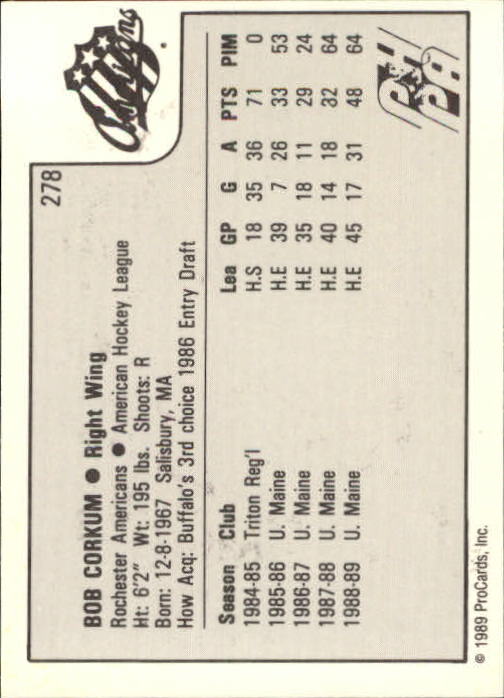 278
Amerks
BOB CORKUM ● Right Wing
Rochester Americans ● American Hockey League
Ht: 6'2" Wt: 195 lbs. Shoots: R
Born: 12-8-1967 Salisbury, MA
How Acq: Buffalo's 3rd choice 1986 Entry Draft
Season Club Lea GP G A PTS PIM
1984-85 Triton Reg'l H.S 18 35 36 71 0
1985-86 U. Maine H.E 39 7 26 33 53
1986-87 U. Maine H.E 35 18 11 29 24
1987-88 U. Maine H.E 40 14 18 32 64
1988-89 U. Maine H.E 45 17 31 48 64
© 1989 ProCards, Inc.